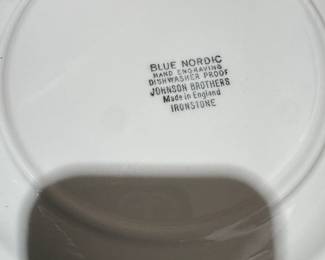 BLUE NORDIC
HAND ENGRAVING
DISHWASHER PROOF
JOHNSON BROTHERS
Made in England
IRONSTONE